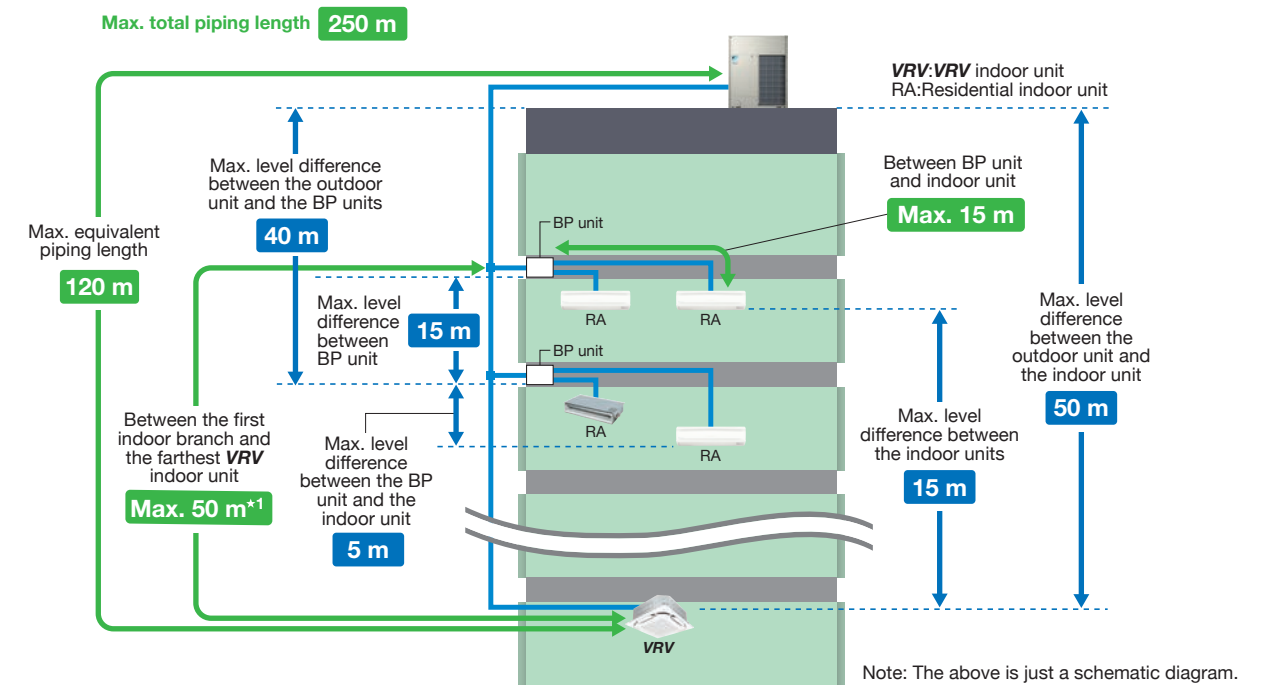 Max. total piping length 250 m
VRV:VRV indoor unit
RA:Residential indoor unit
Max. level difference
between the outdoor
unit and the BP units
40 m
Between BP unit
and indoor unit
Max. 15 m
Max. equivalent
piping length
120 m
BP unit
Max. level
difference
between
BP unit
15 m
RA
RA
Max. level
difference
between the
outdoor unit and
the indoor unit
50 m
BP unit
RA
RA
Between the first
indoor branch and
the farthest VRV
indoor unit
Max. 50 m★1
Max. level
difference
between the BP
unit and the
indoor unit
5 m
Max. level
difference between
the indoor units
15 m
VRV
Note: The above is just a schematic diagram.